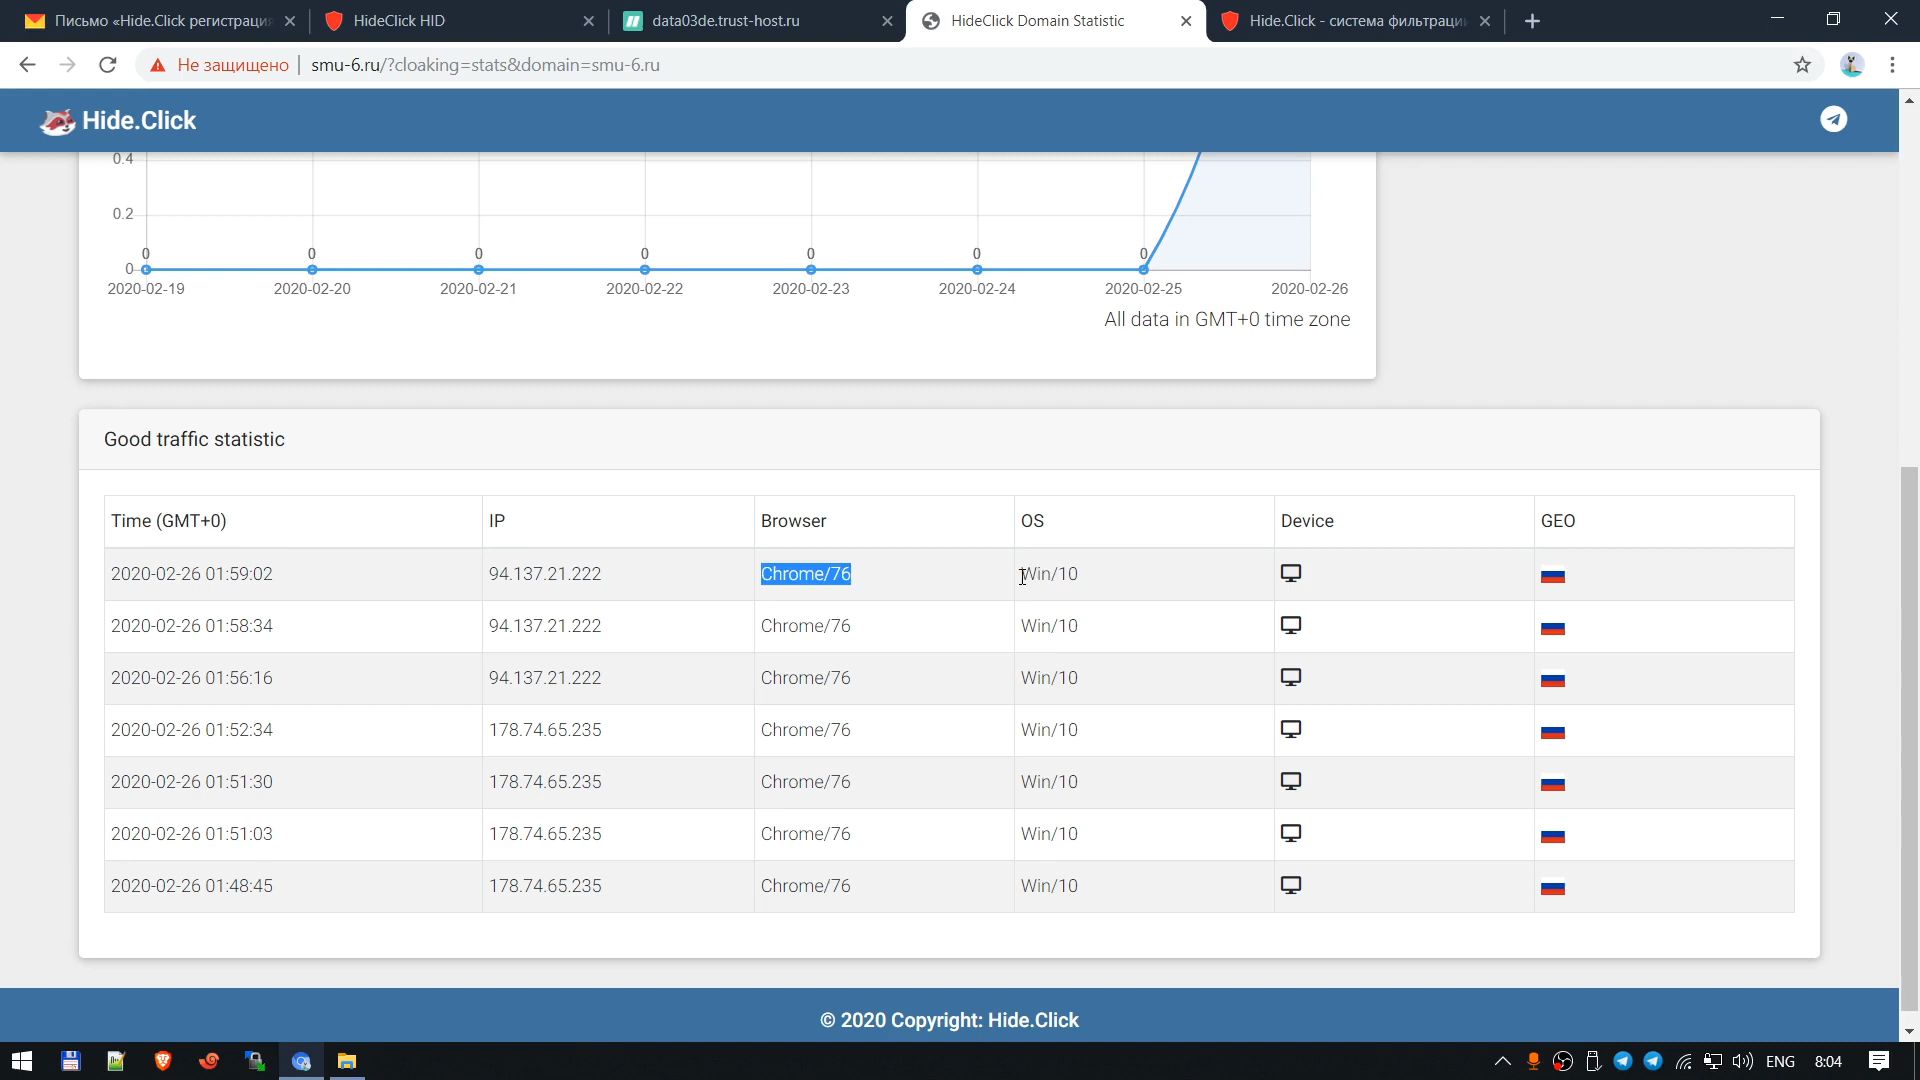 Письмо «Hide.Click регистрация
HideClick HID
data03de.trust-host.ru
HideClick Domain Statistic
Hide.Click - система фильтраци
Не защищено
smu-6.ru/?cloaking=stats&domain=smu-6.ru
Hide.Click
0.4
0.2
0 0 0 0 0 0 0
0
2020-02-19 2020-02-20 2020-02-21 2020-02-22 2020-02-23 2020-02-24 2020-02-25 2020-02-26
All data in GMT+0 time zone
Good traffic statistic
Time (GMT+0) IP Browser OS Device GEO
2020-02-26 01:59:02 94.137.21.222 Chrome/76 Win/10
2020-02-26 01:58:34 94.137.21.222 Chrome/76 Win/10
2020-02-26 01:56:16 94.137.21.222 Chrome/76 Win/10
2020-02-26 01:52:34 178.74.65.235 Chrome/76 Win/10
2020-02-26 01:51:30 178.74.65.235 Chrome/76 Win/10
2020-02-26 01:51:03 178.74.65.235 Chrome/76 Win/10
2020-02-26 01:48:45 178.74.65.235 Chrome/76 Win/10
© 2020 Copyright: Hide.Click
ENG 8:04